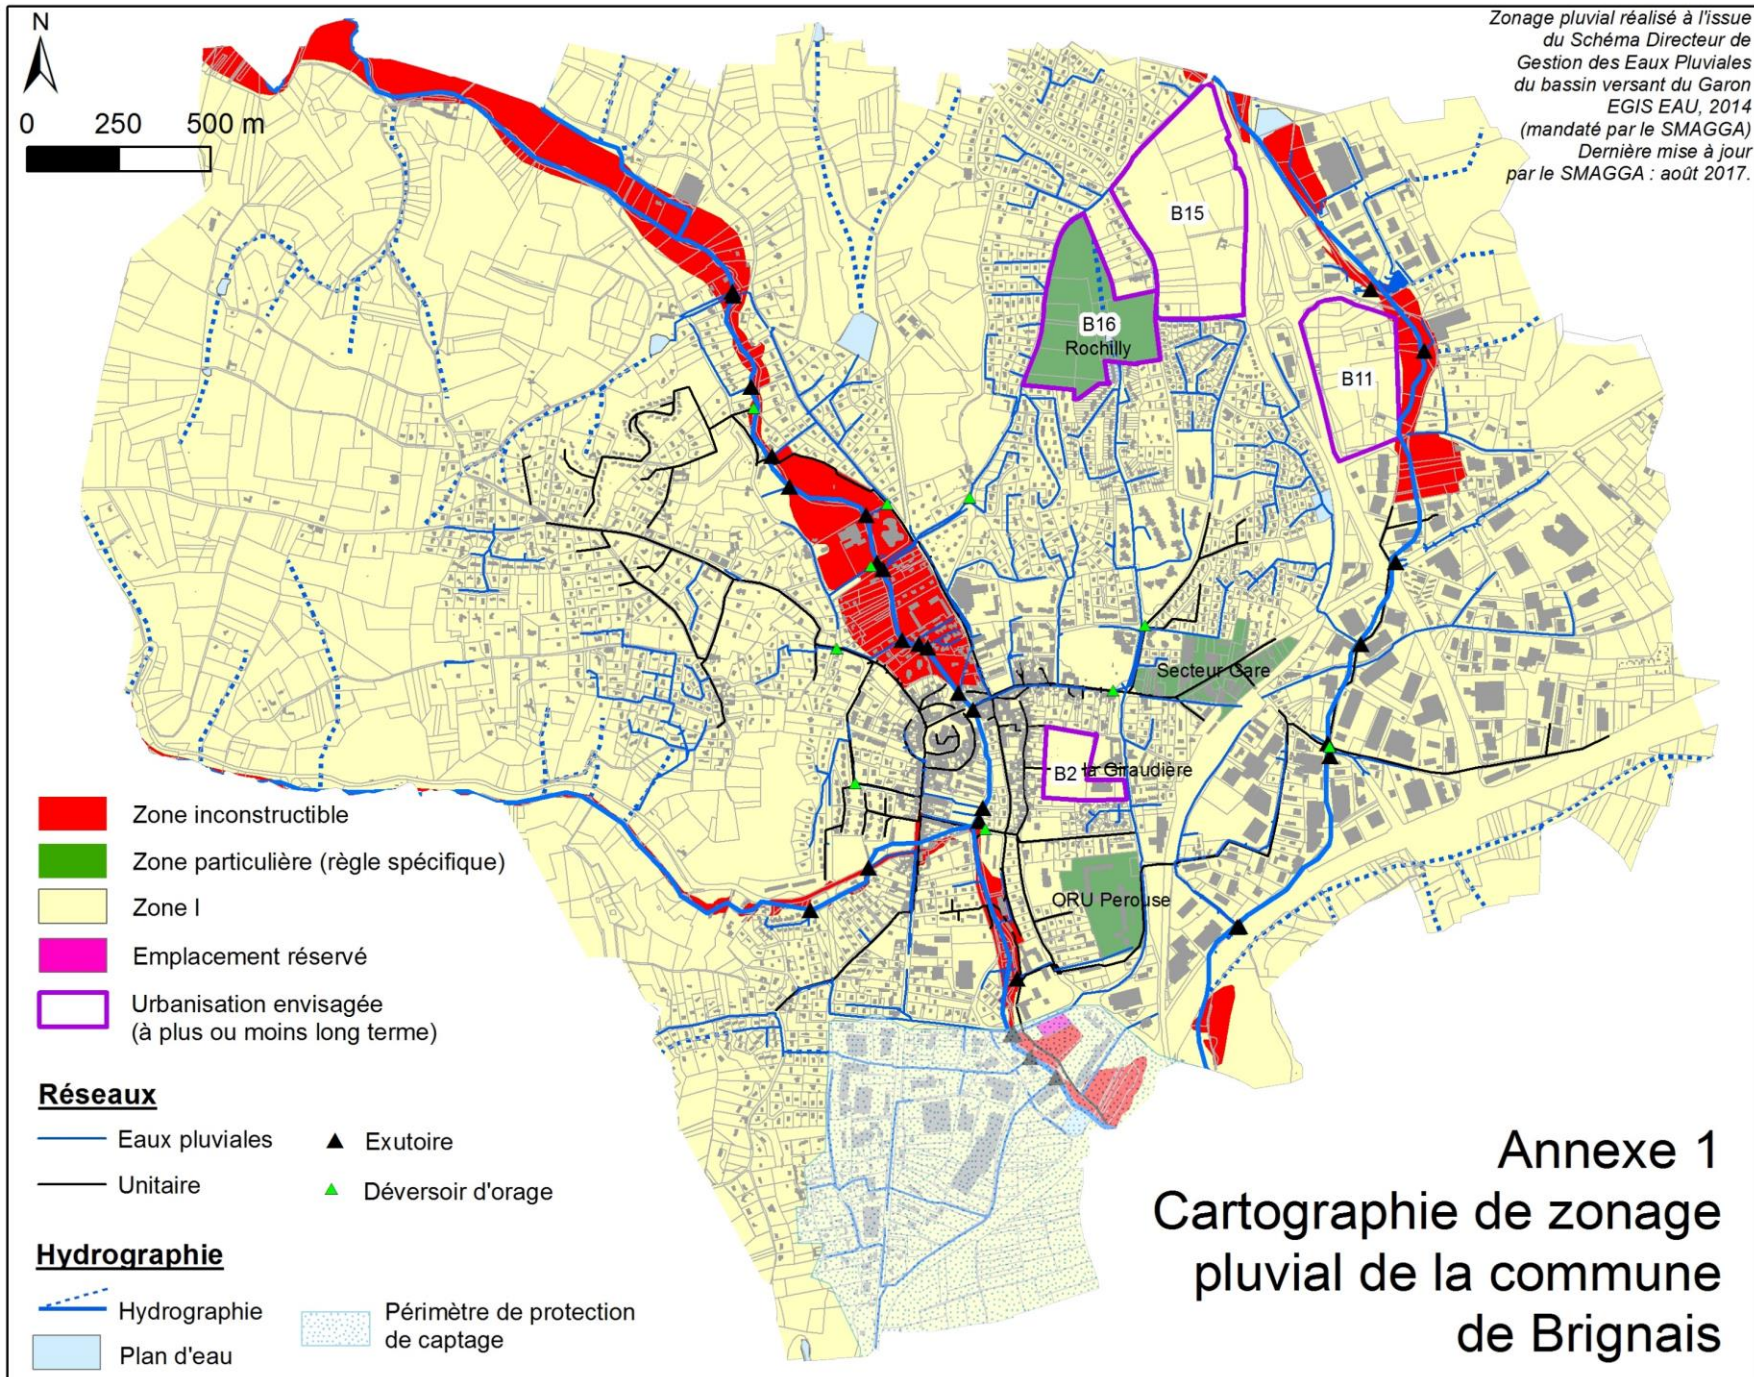 N
0 250 500 m
Zonage pluvial réalisé à l'issue
du Schéma Directeur de
Gestion des Eaux Pluviales
du bassin versant du Garon
EGIS EAU, 2014
(mandaté par le SMAGGA)
Dernière mise à jour
par le SMAGGA : août 2017.
B15
B16
Rochilly
B11
Secteur Gare
B2 la Giraudière
ORU Perouse
Zone inconstructible
Zone particulière (règle spécifique)
Zone I
Emplacement réservé
Urbanisation envisagée
(à plus ou moins long terme)
Réseaux
Eaux pluviales
Exutoire
Unitaire
Déversoir d'orage
Hydrographie
Hydrographie
Périmètre de protection
de captage
Plan d'eau
Annexe 1
Cartographie de zonage
pluvial de la commune
de Brignais